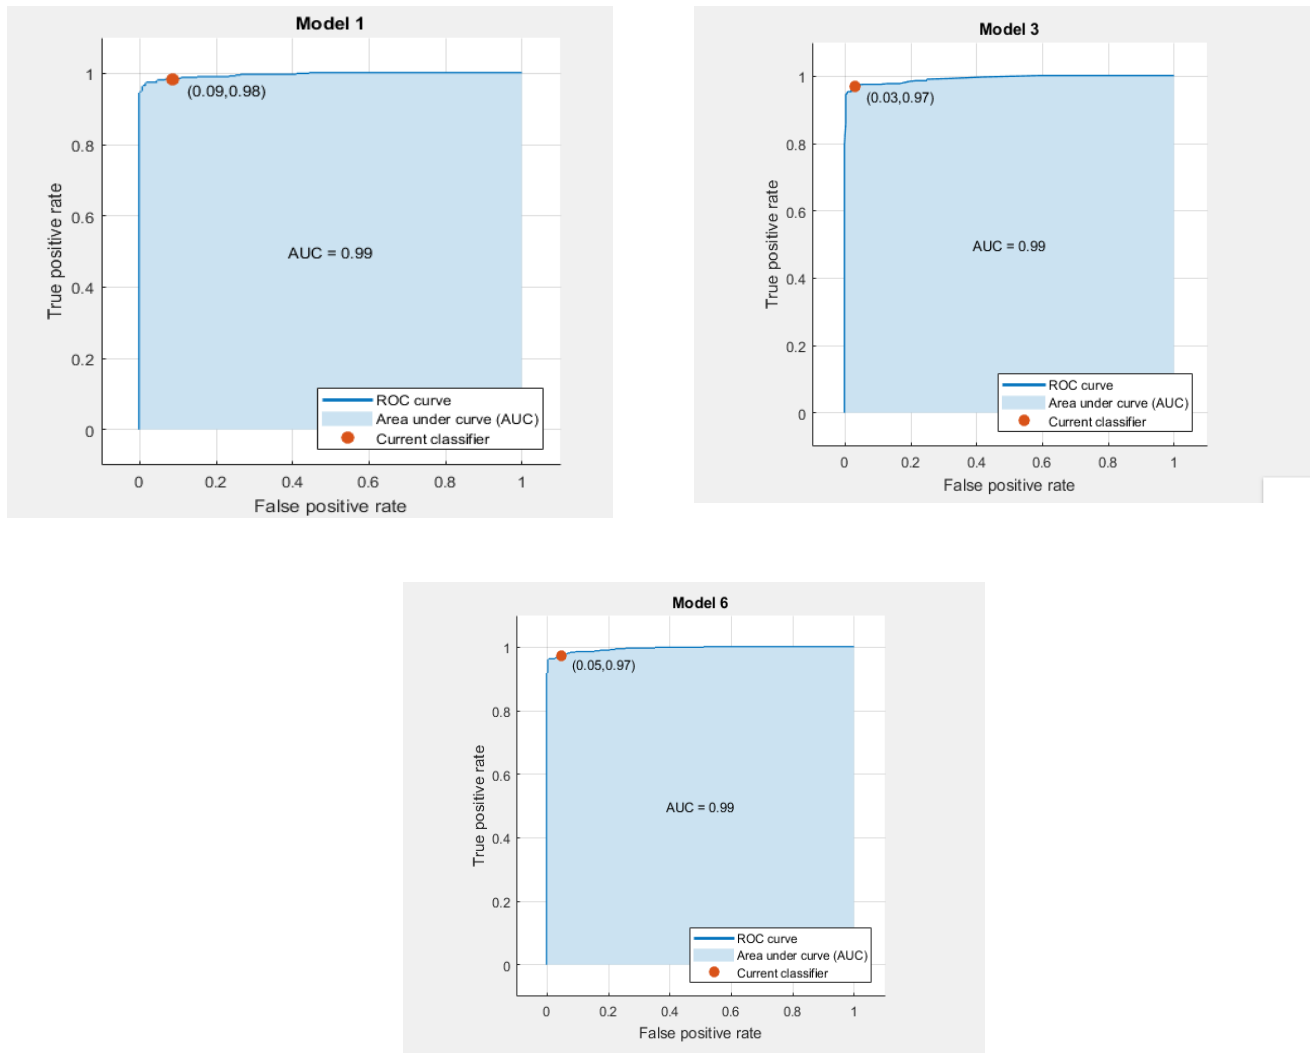 Model 1
1
0.8
0.6
0.4
0.2
0
True positive rate
(0.09,0.98)
AUC = 0.99
ROC curve
Area under curve (AUC)
Current classifier
0 0.2 0.4 0.6 0.8 1
False positive rate
Model 3
1
0.8
0.6
0.4
0.2
0
True positive rate
(0.03,0.97)
AUC = 0.99
ROC curve
Area under curve (AUC)
Current classifier
0 0.2 0.4 0.6 0.8 1
False positive rate
Model 6
1
0.8
0.6
0.4
0.2
0
True positive rate
(0.05,0.97)
AUC = 0.99
ROC curve
Area under curve (AUC)
Current classifier
0 0.2 0.4 0.6 0.8 1
False positive rate